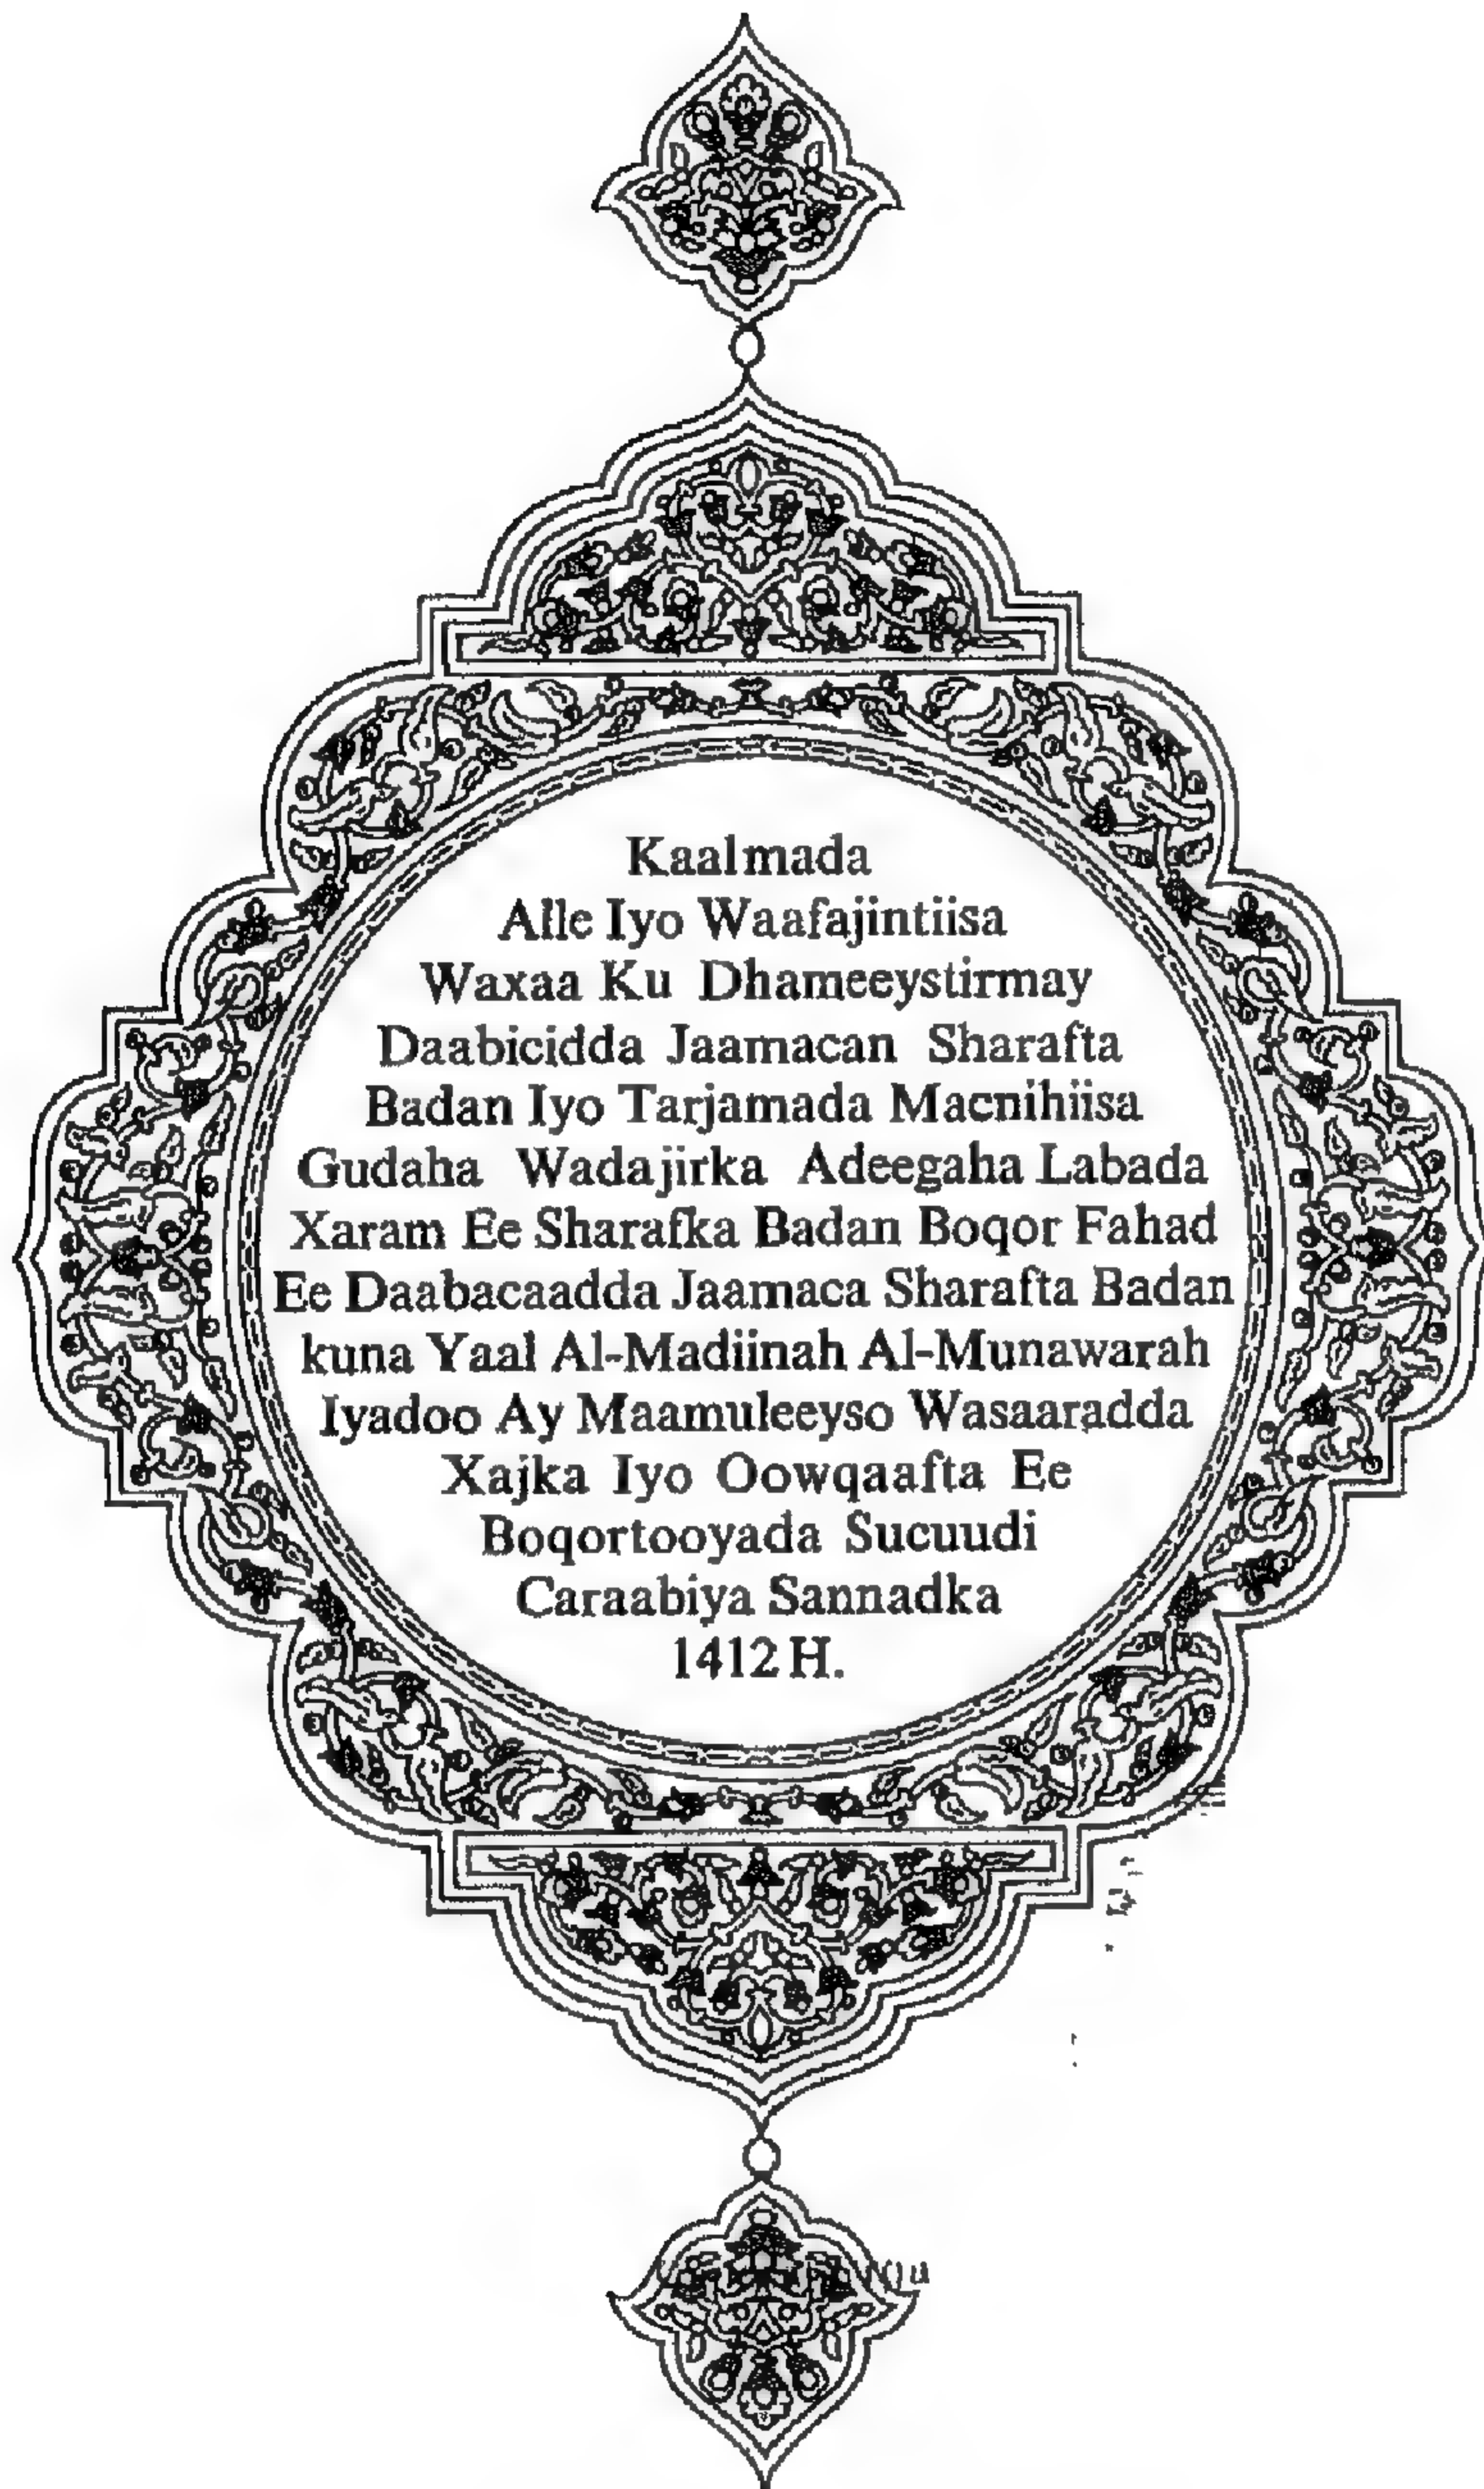 Kaalmada
Alle Iyo Waafajintiisa
Waxaa Ku Dhameeystirmay
Daabicidda Jaamacan Sharafta
Badan Iyo Tarjamada Macnihiisa
Gudaha Wadajirka Adeegaha Labada
Xaram Ee Sharafka Badan Boqor Fahad
Ee Daabacaadda Jaamaca Sharafta Badan
kuna Yaal Al-Madiinah Al-Munawarah
Iyadoo Ay Maamuleeyso Wasaaradda
Xajka Iyo Oowqaafta Ee
Boqortooyada Sucuudi
Caraabiya Sannadka
1412 H.